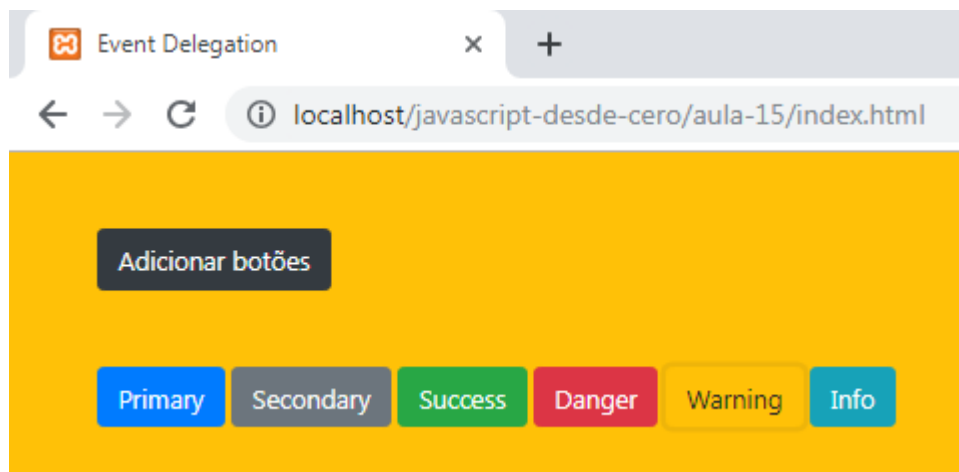 Event Delegation
localhost/javascript-desde-cero/aula-15/index.html
Adicionar botões
Primary Secondary Success Danger Warning Info